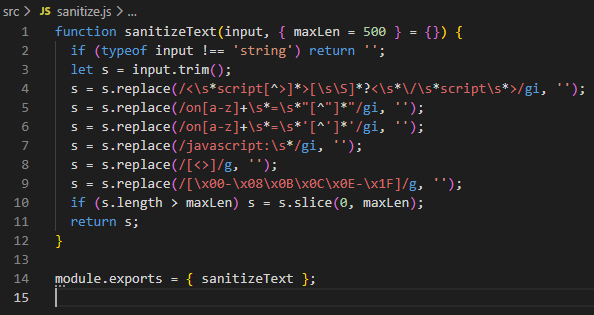 src > JS sanitize.js > ...
1 function sanitizeText(input, { maxLen = 500 } = {}) {
2   if (typeof input !== 'string') return '';
3   let s = input.trim();
4   s = s.replace(/<\s*script[^>]*>[\s\S]*?<\s*\/\s*script\s*>/gi, '');
5   s = s.replace(/on[a-z]+\s*=\s*"[^"]*"/gi, '');
6   s = s.replace(/on[a-z]+\s*=\s*'[^']*'/gi, '');
7   s = s.replace(/javascript:\s*/gi, '');
8   s = s.replace(/[<>]/g, '');
9   s = s.replace(/[\x00-\x08\x0B\x0C\x0E-\x1F]/g, '');
10   if (s.length > maxLen) s = s.slice(0, maxLen);
11   return s;
12 }
13
14 module.exports = { sanitizeText };
15